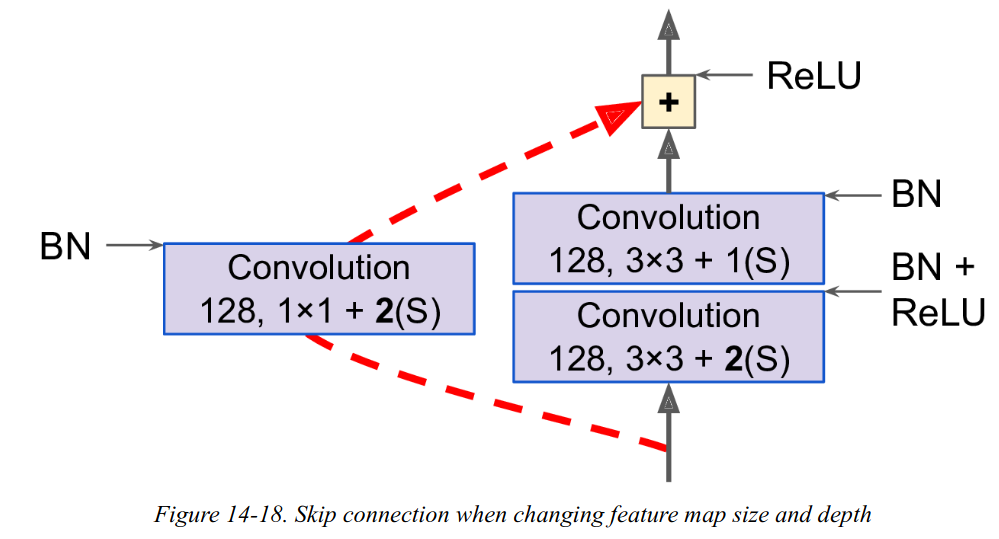 ReLU
+
BN
Convolution
128, 3×3 + 1(S)
BN
Convolution
128, 1×1 + 2(S)
BN +
ReLU
Convolution
128, 3×3 + 2(S)
Figure 14-18. Skip connection when changing feature map size and depth